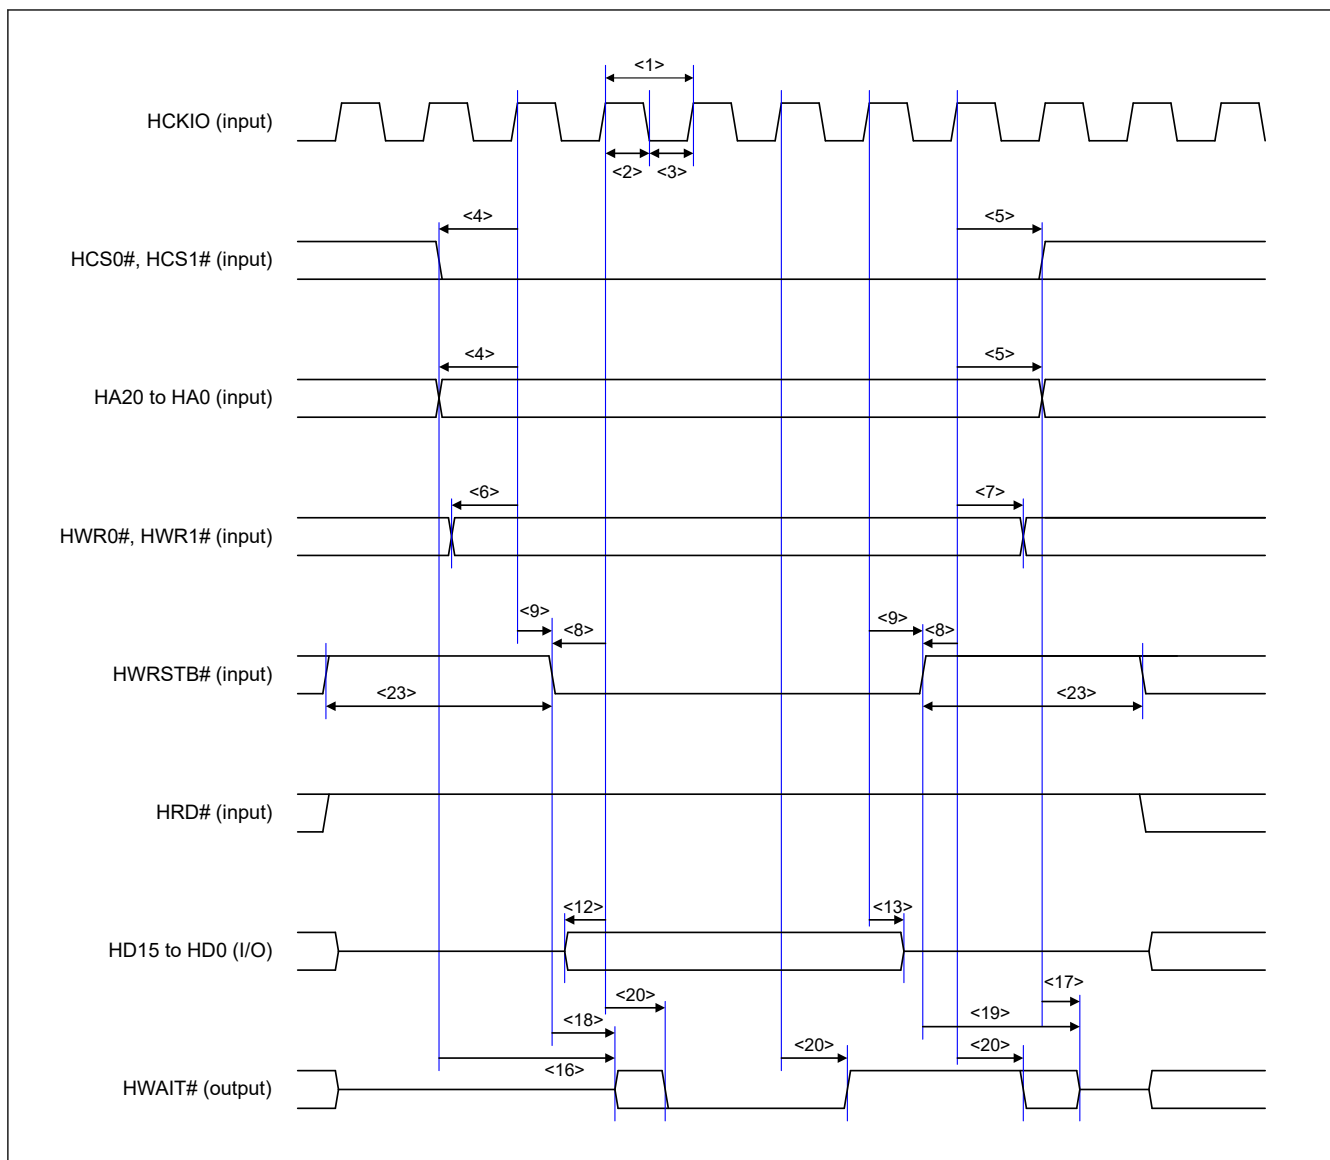 <1>
HCKIO (input)
<2> <3>
<4> <5>
HCS0#, HCS1# (input)
<4> <5>
HA20 to HA0 (input)
<6> <7>
HWR0#, HWR1# (input)
<9> <8> <9> <8>
HWRSTB# (input)
<23> <23>
HRD# (input)
<12> <13>
HD15 to HD0 (I/O)
<17>
<20>
<19>
<18>
<20> <20>
<16>
HWAIT# (output)